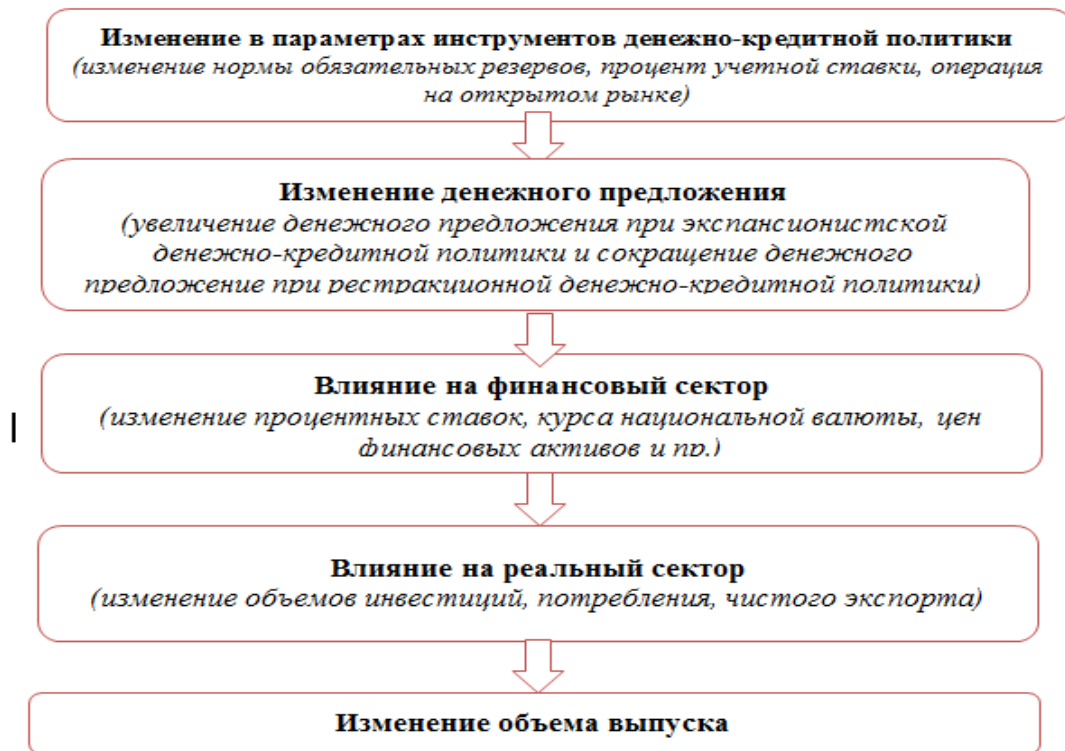 Изменение в параметрах инструментов денежно-кредитной политики
(изменение нормы обязательных резервов, процент учетной ставки, операция
на открытом рынке)
Изменение денежного предложения
(увеличение денежного предложения при экспансионистской
денежно-кредитной политики и сокращение денежного
предложение при рестракционной денежно-кредитной политики)
Влияние на финансовый сектор
(изменение процентных ставок, курса национальной валюты, цен
финансовых активов и пр.)
Влияние на реальный сектор
(изменение объемов инвестиций, потребления, чистого экспорта)
Изменение объема выпуска